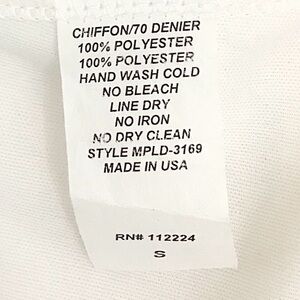 CHIFFON/70 DENIER
100% POLYESTER
100% POLYESTER
HAND WASH COLD
NO BLEACH
LINE DRY
NO IRON
NO DRY CLEAN
STYLE MPLD-3169
MADE IN USA
RN# 112224
S